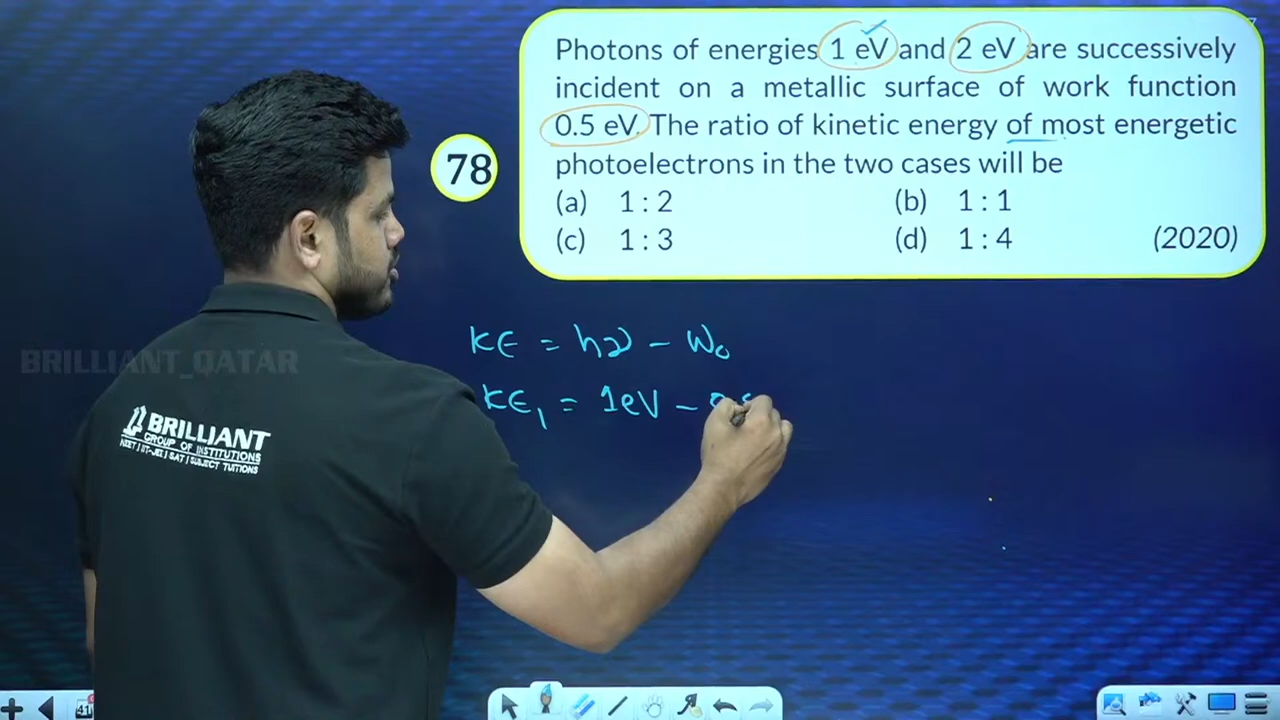 Photons of energies 1 eV and 2 eV are successively
incident on a metallic surface of work function
0.5 eV. The ratio of kinetic energy of most energetic
photoelectrons in the two cases will be
(a) 1 : 2 (b) 1 : 1
(c) 1 : 3 (d) 1 : 4 (2020)
78
KE = hν - W₀
KE₁ = 1eV -
BRILLIANT_QATAR
BRILLIANT
GROUP OF INSTITUTIONS
NEET | IIT-JEE | SAT | SUBJECT TUITIONS
41